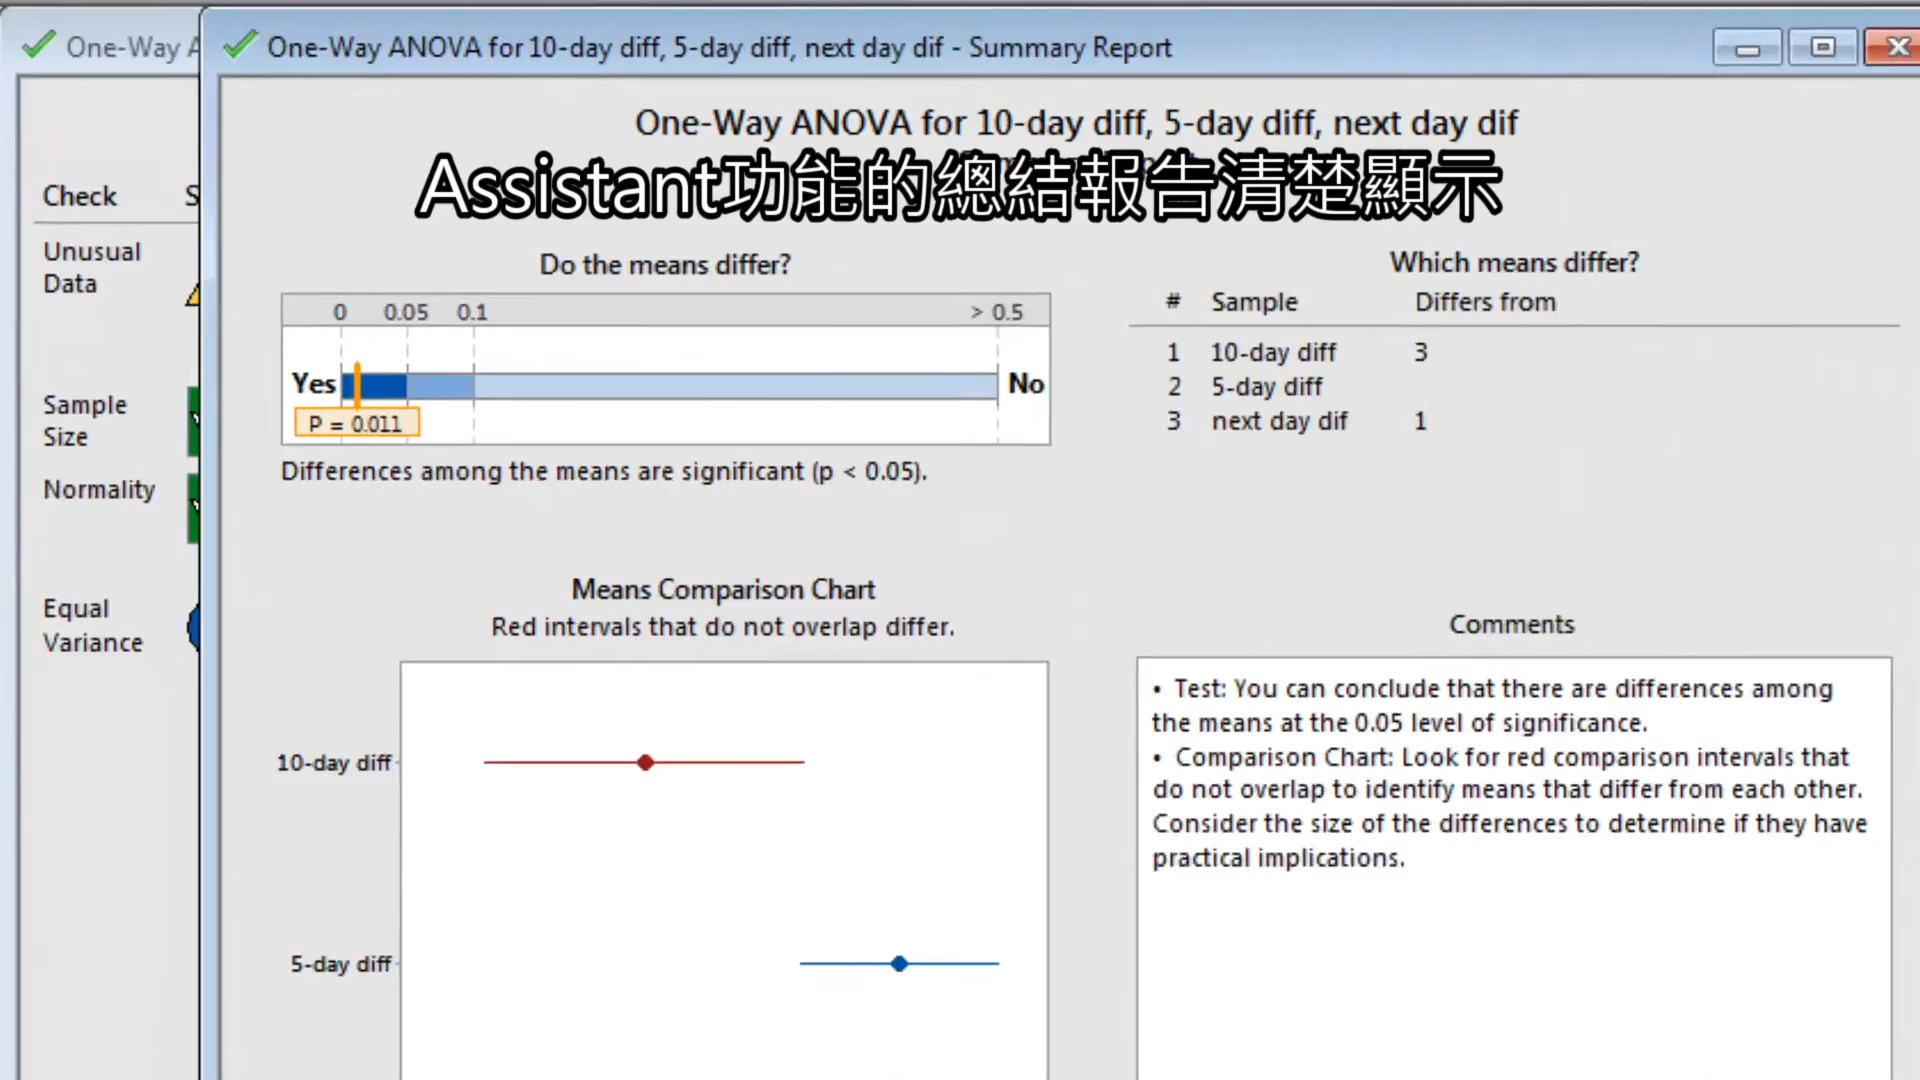 One-Way A
One-Way ANOVA for 10-day diff, 5-day diff, next day dif - Summary Report
One-Way ANOVA for 10-day diff, 5-day diff, next day dif
Assistant功能的總結報告清楚顯示
Check S
Unusual
Data
Sample
Size
Normality
Equal
Variance
Do the means differ?
0 0.05 0.1 > 0.5
Yes No
P = 0.011
Differences among the means are significant (p < 0.05).
Which means differ?
# Sample Differs from
1 10-day diff 3
2 5-day diff
3 next day dif 1
Means Comparison Chart
Red intervals that do not overlap differ.
10-day diff
5-day diff
Comments
• Test: You can conclude that there are differences among
the means at the 0.05 level of significance.
• Comparison Chart: Look for red comparison intervals that
do not overlap to identify means that differ from each other.
Consider the size of the differences to determine if they have
practical implications.